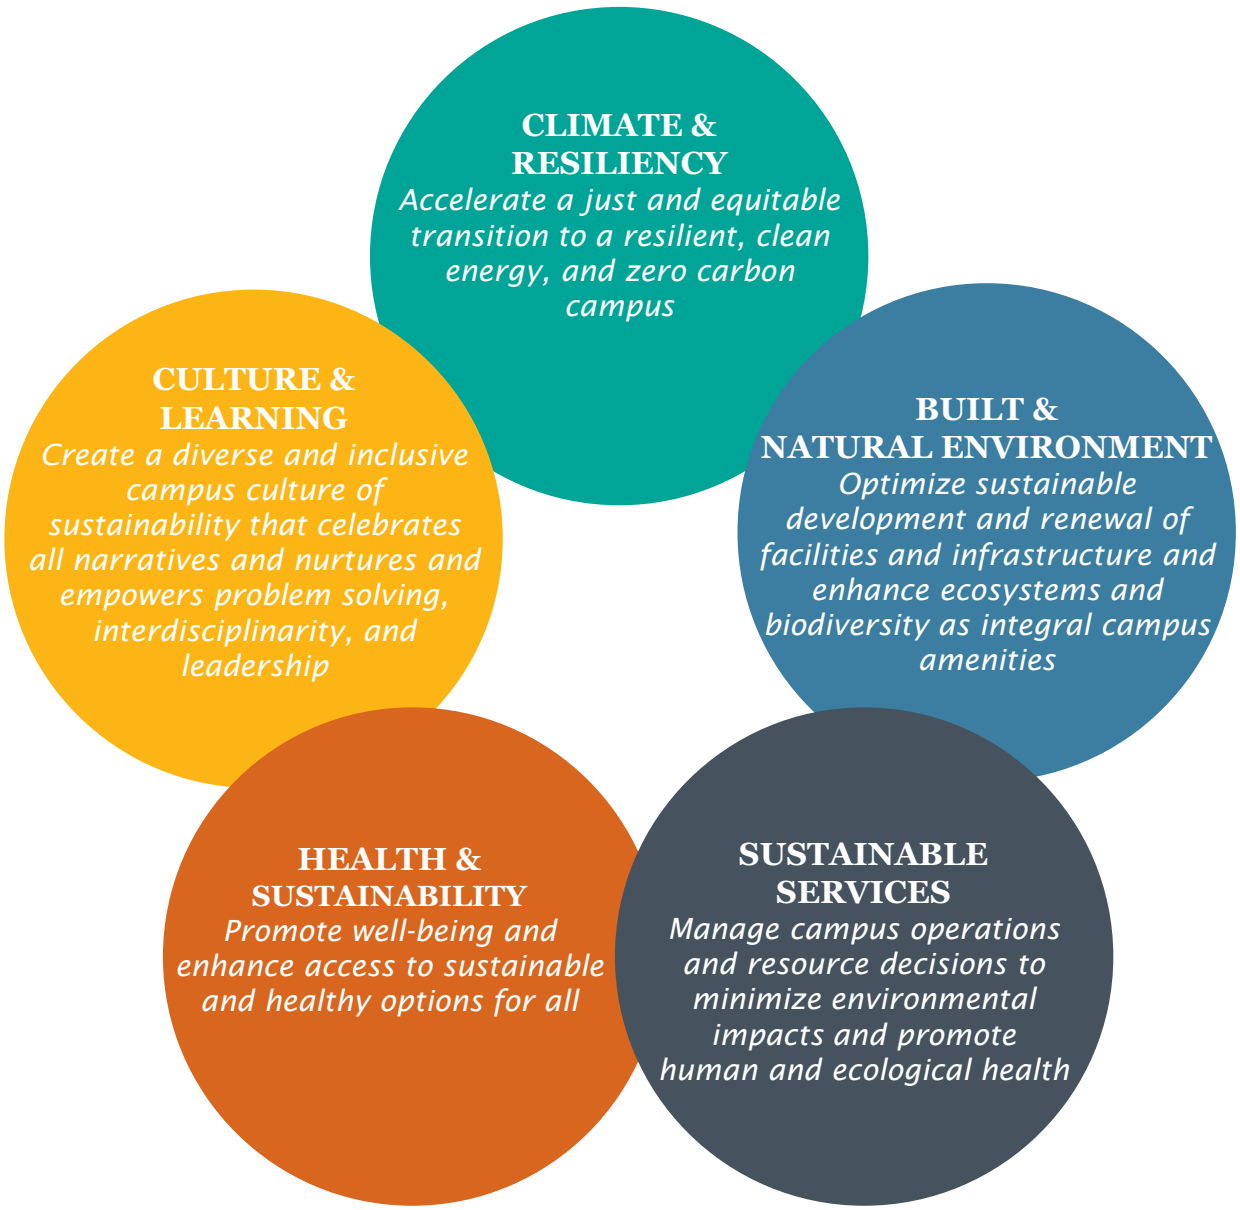 CLIMATE &
RESILIENCY
Accelerate a just and equitable
transition to a resilient, clean
energy, and zero carbon
campus
CULTURE &
LEARNING
Create a diverse and inclusive
campus culture of
sustainability that celebrates
all narratives and nurtures and
empowers problem solving,
interdisciplinarity, and
leadership
BUILT &
NATURAL ENVIRONMENT
Optimize sustainable
development and renewal of
facilities and infrastructure and
enhance ecosystems and
biodiversity as integral campus
amenities
HEALTH &
SUSTAINABILITY
Promote well-being and
enhance access to sustainable
and healthy options for all
SUSTAINABLE
SERVICES
Manage campus operations
and resource decisions to
minimize environmental
impacts and promote
human and ecological health